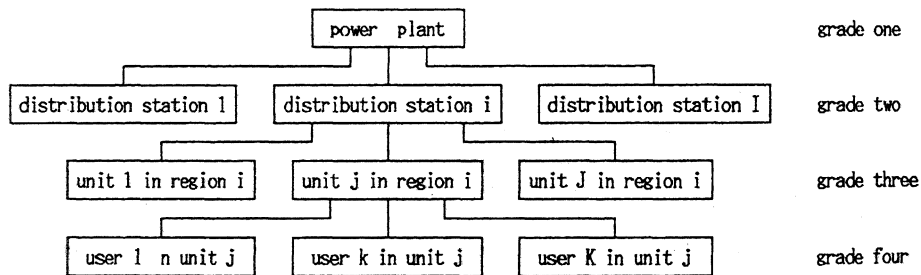 power plant grade one
distribution station 1 distribution station i distribution station I grade two
unit 1 in region i unit j in region i unit J in region i grade three
user 1 n unit j user k in unit j user K in unit j grade four